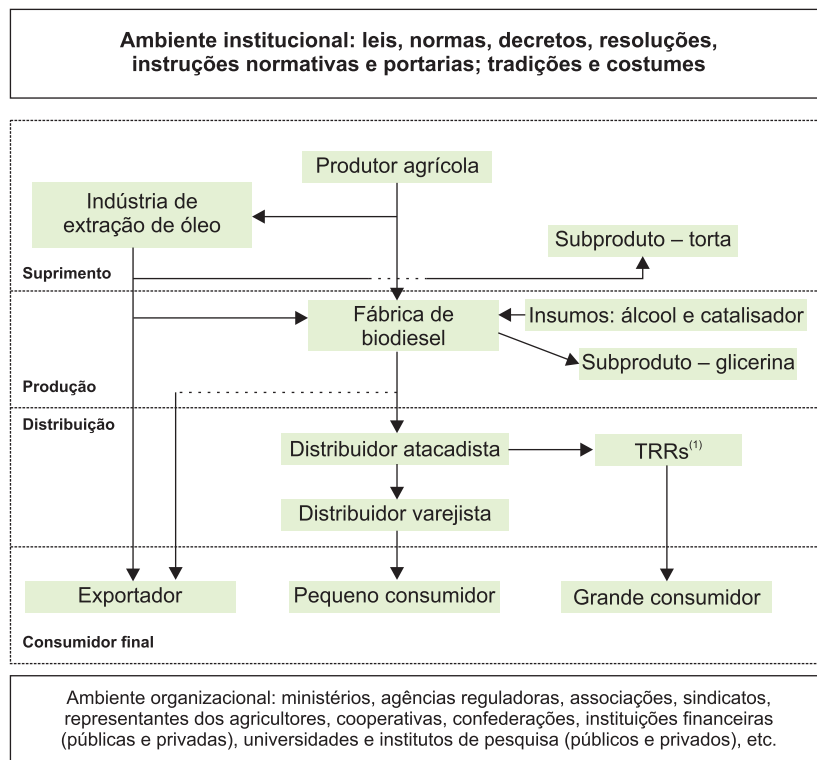 Ambiente institucional: leis, normas, decretos, resoluções,
instruções normativas e portarias; tradições e costumes
Produtor agrícola
Indústria de
extração de óleo
Subproduto – torta
Suprimento
Fábrica de
biodiesel
Insumos: álcool e catalisador
Subproduto – glicerina
Produção
Distribuição
Distribuidor atacadista
TRRs(1)
Distribuidor varejista
Exportador
Pequeno consumidor
Grande consumidor
Consumidor final
Ambiente organizacional: ministérios, agências reguladoras, associações, sindicatos,
representantes dos agricultores, cooperativas, confederações, instituições financeiras
(públicas e privadas), universidades e institutos de pesquisa (públicos e privados), etc.